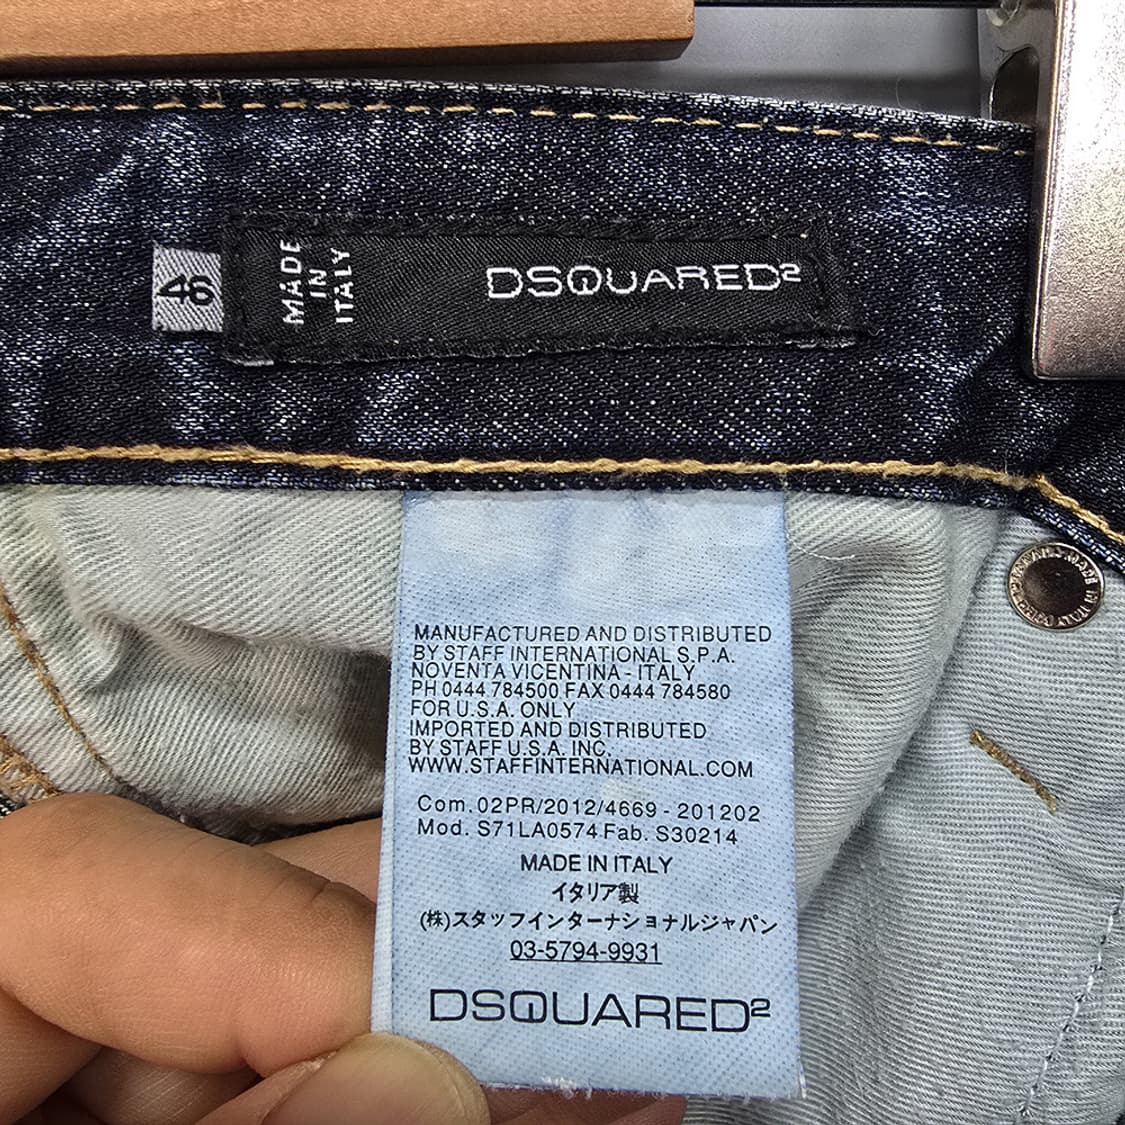 46
MADE
IN
ITALY
DSQUARED2
MANUFACTURED AND DISTRIBUTED
BY STAFF INTERNATIONAL S.P.A.
NOVENTA VICENTINA - ITALY
PH 0444 784500 FAX 0444 784580
FOR U.S.A. ONLY
IMPORTED AND DISTRIBUTED
BY STAFF U.S.A. INC.
WWW.STAFFINTERNATIONAL.COM
Com. 02PR/2012/4669 - 201202
Mod. S71LA0574 Fab. S30214
MADE IN ITALY
イタリア製
(株)スタッフインターナショナルジャパン
03-5794-9931
DSQUARED2